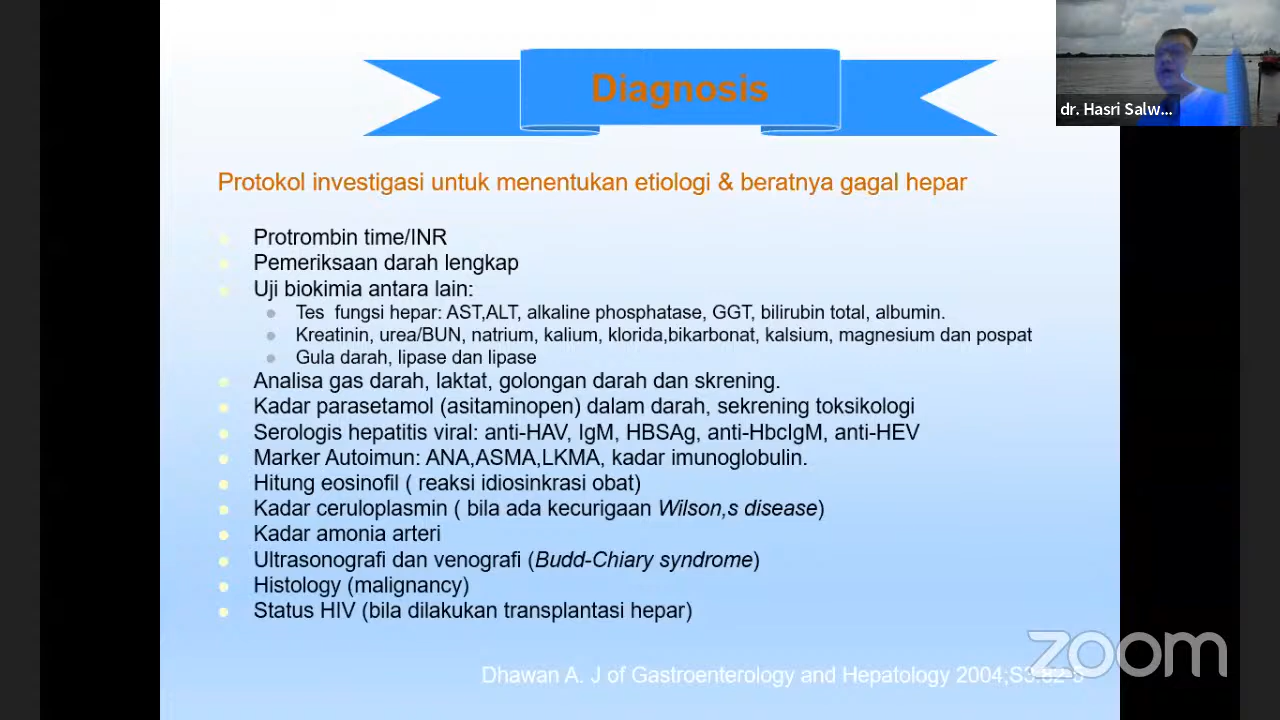 Diagnosis
dr. Hasri Salw...
Protokol investigasi untuk menentukan etiologi & beratnya gagal hepar
Protrombin time/INR
Pemeriksaan darah lengkap
Uji biokimia antara lain:
Tes fungsi hepar: AST,ALT, alkaline phosphatase, GGT, bilirubin total, albumin.
Kreatinin, urea/BUN, natrium, kalium, klorida,bikarbonat, kalsium, magnesium dan pospat
Gula darah, lipase dan lipase
Analisa gas darah, laktat, golongan darah dan skrening.
Kadar parasetamol (asitaminopen) dalam darah, sekrening toksikologi
Serologis hepatitis viral: anti-HAV, IgM, HBSAg, anti-HbcIgM, anti-HEV
Marker Autoimun: ANA,ASMA,LKMA, kadar imunoglobulin.
Hitung eosinofil ( reaksi idiosinkrasi obat)
Kadar ceruloplasmin ( bila ada kecurigaan Wilson,s disease)
Kadar amonia arteri
Ultrasonografi dan venografi (Budd-Chiary syndrome)
Histology (malignancy)
Status HIV (bila dilakukan transplantasi hepar)
zoom
Dhawan A. J of Gastroenterology and Hepatology 2004;